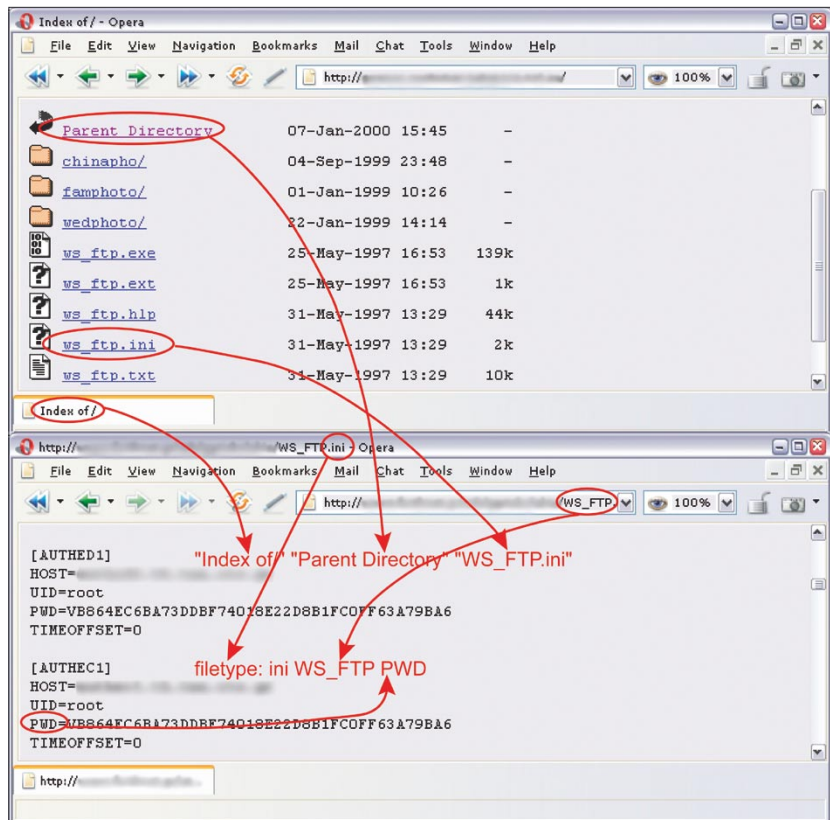 Index of / - Opera
File Edit View Navigation Bookmarks Mail Chat Tools Window Help
http:// / 100%
Parent Directory 07-Jan-2000 15:45 -
chinapho/ 04-Sep-1999 23:48 -
famphoto/ 01-Jan-1999 10:26 -
wedphoto/ 22-Jan-1999 14:14 -
ws_ftp.exe 25-May-1997 16:53 139k
ws_ftp.ext 25-May-1997 16:53 1k
ws_ftp.hlp 31-May-1997 13:29 44k
ws_ftp.ini 31-May-1997 13:29 2k
ws_ftp.txt 31-May-1997 13:29 10k
Index of /
http:// /WS_FTP.ini - Opera
File Edit View Navigation Bookmarks Mail Chat Tools Window Help
http:// /WS_FTP. 100%
"Index of/" "Parent Directory" "WS_FTP.ini"
[AUTHED1]
HOST=
UID=root
PWD=VB864EC6BA73DDBF74018E22D8B1FC0FF63A79BA6
TIMEOFFSET=0
filetype: ini WS_FTP PWD
[AUTHEC1]
HOST=
UID=root
PWD=VB864EC6BA73DDBF74018E22D8B1FC0FF63A79BA6
TIMEOFFSET=0
http://